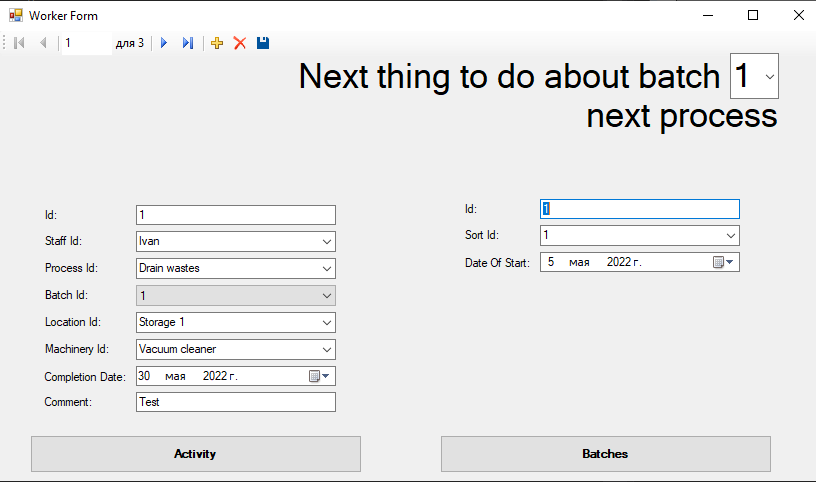 Worker Form
1 для 3
Next thing to do about batch 1
next process
Id: 1
Staff Id: Ivan
Process Id: Drain wastes
Batch Id: 1
Location Id: Storage 1
Machinery Id: Vacuum cleaner
Completion Date: 30 мая 2022 г.
Comment: Test
Id: 1
Sort Id: 1
Date Of Start: 5 мая 2022 г.
Activity
Batches